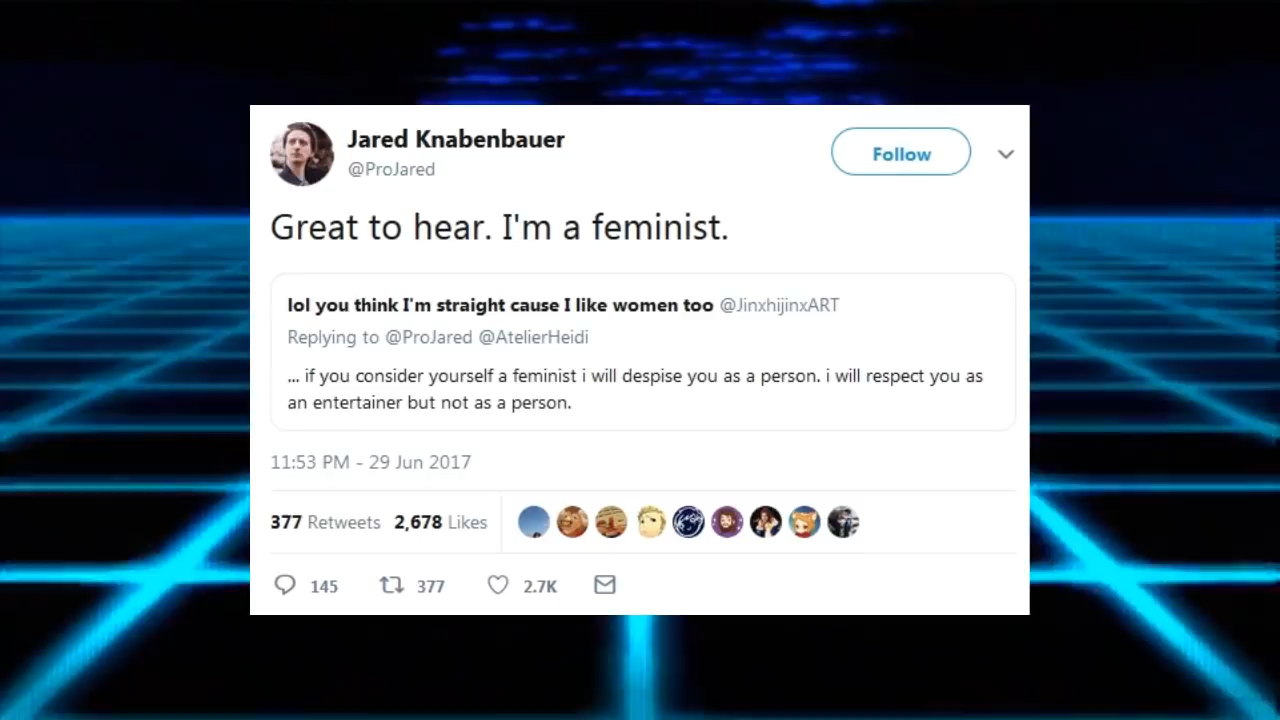 Jared Knabenbauer
@ProJared
Follow
Great to hear. I'm a feminist.
lol you think I'm straight cause I like women too @JinxhijinxART
Replying to @ProJared @AtelierHeidi
... if you consider yourself a feminist i will despise you as a person. i will respect you as
an entertainer but not as a person.
11:53 PM - 29 Jun 2017
377 Retweets 2,678 Likes
145 377 2.7K